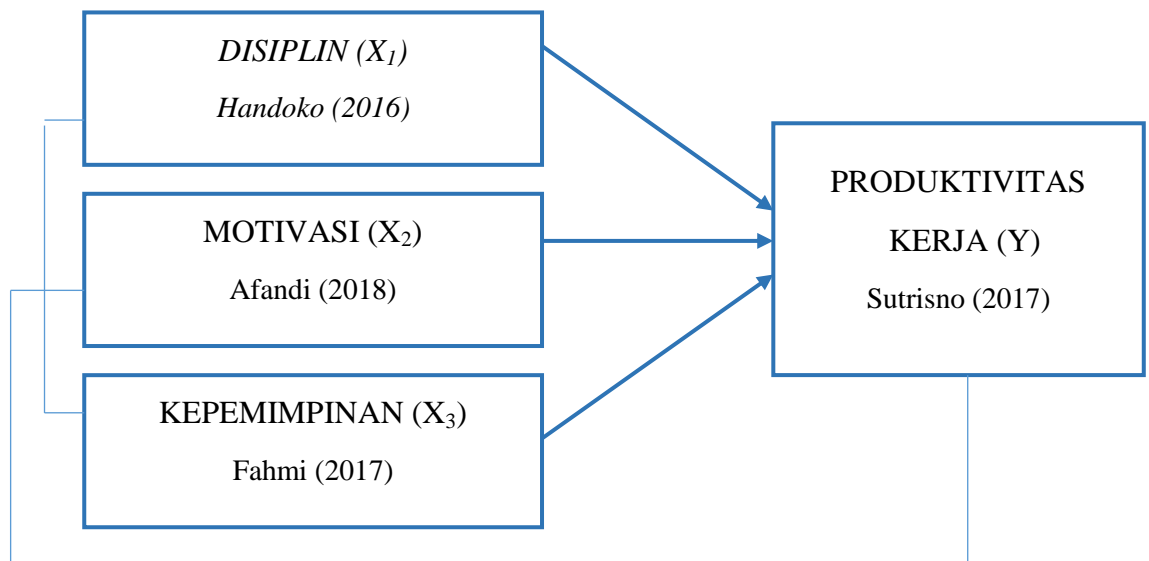 DISIPLIN (X₁)
Handoko (2016)
MOTIVASI (X₂)
Afandi (2018)
KEPEMIMPINAN (X₃)
Fahmi (2017)
PRODUKTIVITAS
KERJA (Y)
Sutrisno (2017)